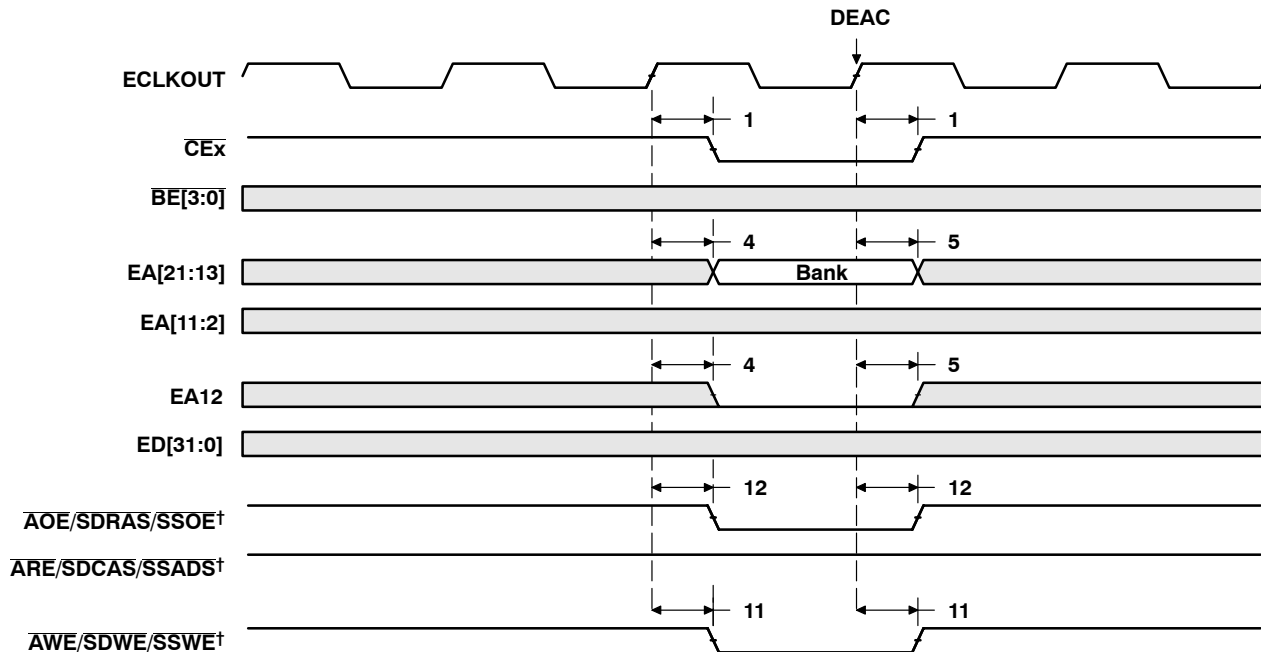 DEAC
ECLKOUT
1 1
CEx
BE[3:0]
4 5
EA[21:13] Bank
EA[11:2]
4 5
EA12
ED[31:0]
12 12
AOE/SDRAS/SSOE†
ARE/SDCAS/SSADS†
11 11
AWE/SDWE/SSWE†